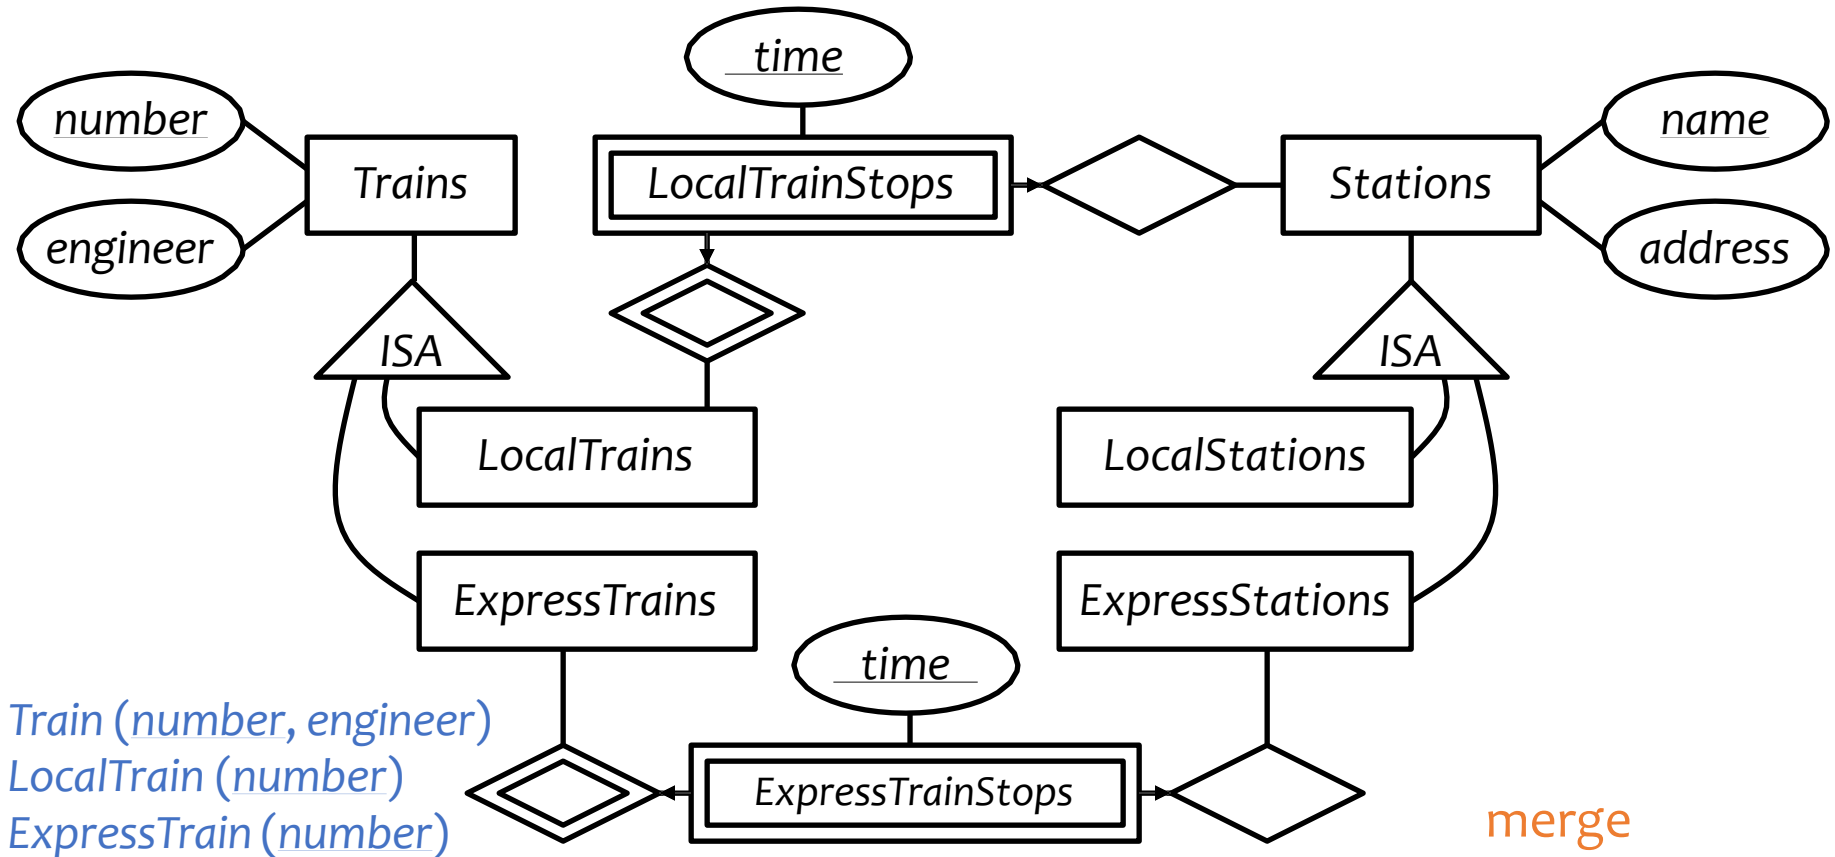 time
number
name
Trains
LocalTrainStops
Stations
engineer
address
ISA
ISA
LocalTrains
LocalStations
ExpressTrains
ExpressStations
time
Train (number, engineer)
LocalTrain (number)
ExpressTrain (number)
ExpressTrainStops
merge